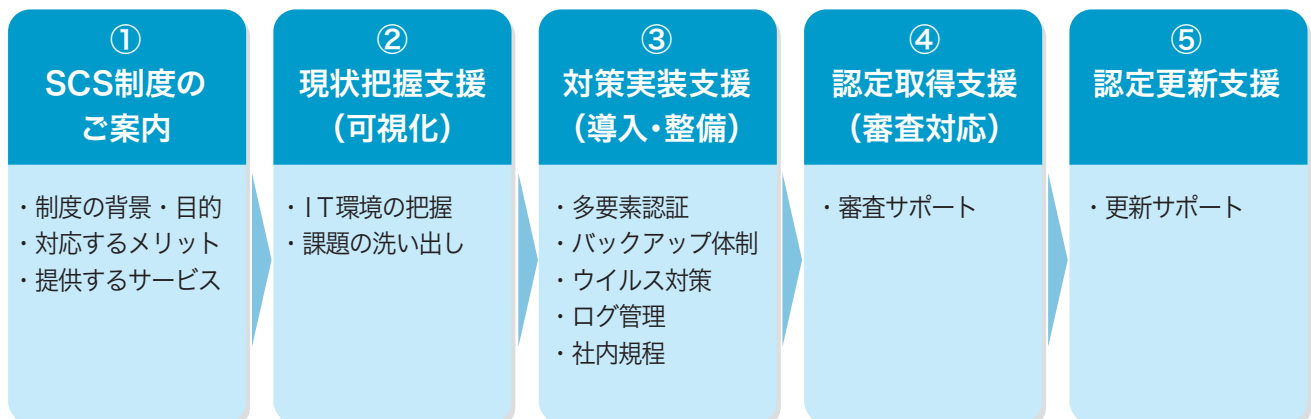 ①
SCS制度の
ご案内
・制度の背景・目的
・対応するメリット
・提供するサービス
②
現状把握支援
（可視化）
・IT環境の把握
・課題の洗い出し
③
対策実装支援
（導入・整備）
・多要素認証
・バックアップ体制
・ウイルス対策
・ログ管理
・社内規程
④
認定取得支援
（審査対応）
・審査サポート
⑤
認定更新支援
・更新サポート